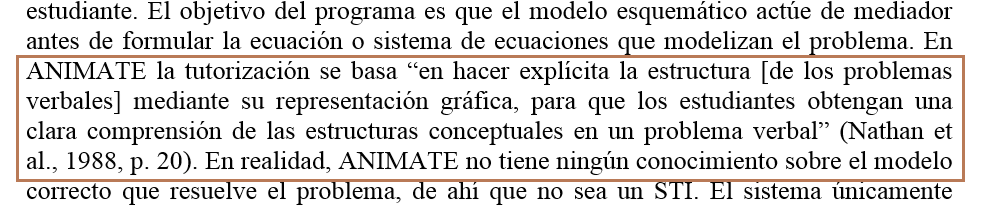 estudiante. El objetivo del programa es que el modelo esquemático actúe de mediador
antes de formular la ecuación o sistema de ecuaciones que modelizan el problema. En
ANIMATE la tutorización se basa “en hacer explícita la estructura [de los problemas
verbales] mediante su representación gráfica, para que los estudiantes obtengan una
clara comprensión de las estructuras conceptuales en un problema verbal” (Nathan et
al., 1988, p. 20). En realidad, ANIMATE no tiene ningún conocimiento sobre el modelo
correcto que resuelve el problema, de ahí que no sea un STI. El sistema únicamente